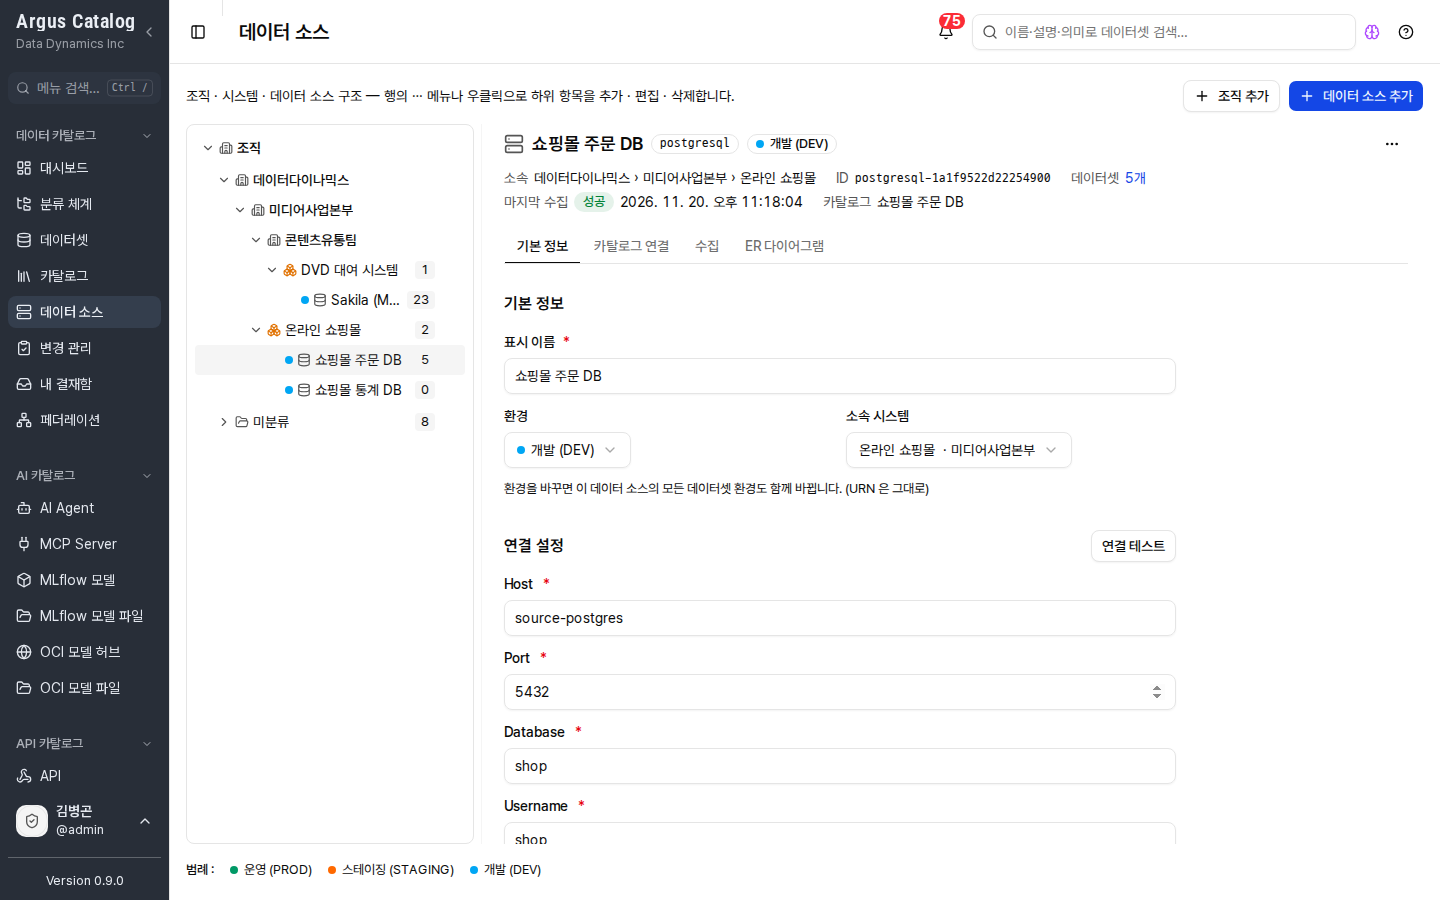 Argus Catalog
Data Dynamics Inc
메뉴 검색... Ctrl /
데이터 카탈로그
대시보드
분류 체계
데이터셋
카탈로그
데이터 소스
변경 관리
내 결재함
페더레이션
AI 카탈로그
AI Agent
MCP Server
MLflow 모델
MLflow 모델 파일
OCI 모델 허브
OCI 모델 파일
API 카탈로그
API
김병곤
@admin
Version 0.9.0
데이터 소스
75
이름·설명·의미로 데이터셋 검색...
조직 · 시스템 · 데이터 소스 구조 — 행의 ··· 메뉴나 우클릭으로 하위 항목을 추가 · 편집 · 삭제합니다.
조직 추가
데이터 소스 추가
조직
데이터다이나믹스
미디어사업본부
콘텐츠유통팀
DVD 대여 시스템 1
Sakila (M... 23
온라인 쇼핑몰 2
쇼핑몰 주문 DB 5
쇼핑몰 통계 DB 0
미분류 8
쇼핑몰 주문 DB postgresql 개발 (DEV)
소속 데이터다이나믹스 › 미디어사업본부 › 온라인 쇼핑몰 ID postgresql-1a1f9522d22254900 데이터셋 5개
마지막 수집 성공 2026. 11. 20. 오후 11:18:04 카탈로그 쇼핑몰 주문 DB
기본 정보 카탈로그 연결 수집 ER 다이어그램
기본 정보
표시 이름 *
쇼핑몰 주문 DB
환경 소속 시스템
개발 (DEV) 온라인 쇼핑몰 · 미디어사업본부
환경을 바꾸면 이 데이터 소스의 모든 데이터셋 환경도 함께 바뀝니다. (URN 은 그대로)
연결 설정 연결 테스트
Host *
source-postgres
Port *
5432
Database *
shop
Username *
shop
범례 : 운영 (PROD) 스테이징 (STAGING) 개발 (DEV)